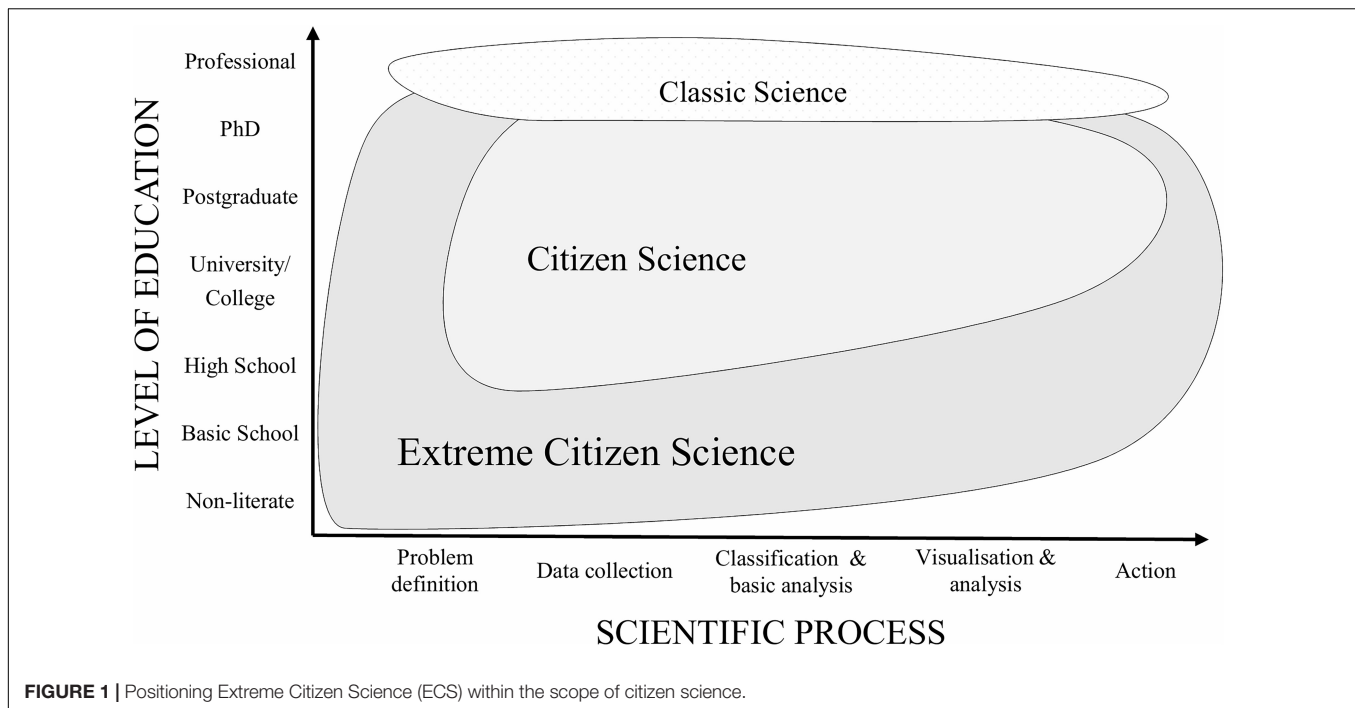 LEVEL OF EDUCATION
Professional
PhD
Postgraduate
University/
College
High School
Basic School
Non-literate
Classic Science
Citizen Science
Extreme Citizen Science
Problem
definition
Data collection
Classification &
basic analysis
Visualisation &
analysis
Action
SCIENTIFIC PROCESS
FIGURE 1 | Positioning Extreme Citizen Science (ECS) within the scope of citizen science.